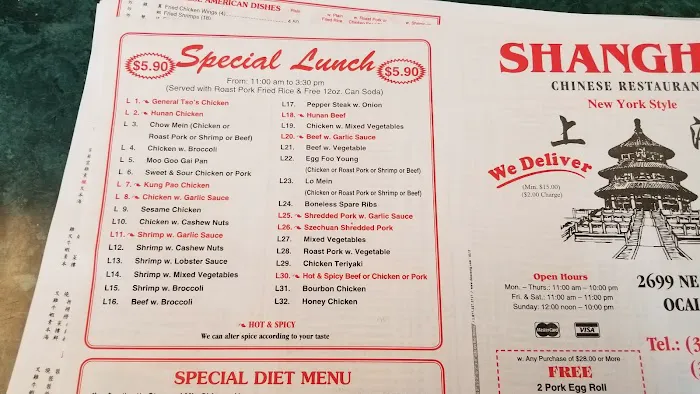 AMERICAN DISHES
Fried Chicken Wings (4)
Fried Shrimps (16)
Special Lunch
$5.90
$5.90
From: 11:00 am to 3:30 pm
(Served with Roast Pork Fried Rice & Free 12oz. Can Soda)
L 1. General Tso's Chicken
L 2. Hunan Chicken
L 3. Chow Mein (Chicken or
Roast Pork or Shrimp or Beef)
L 4. Chicken w. Broccoli
L 5. Moo Goo Gai Pan
L 6. Sweet & Sour Chicken or Pork
L 7. Kung Pao Chicken
L 8. Chicken w. Garlic Sauce
L 9. Sesame Chicken
L10. Chicken w. Cashew Nuts
L11. Shrimp w. Garlic Sauce
L12. Shrimp w. Cashew Nuts
L13. Shrimp w. Lobster Sauce
L14. Shrimp w. Mixed Vegetables
L15. Shrimp w. Broccoli
L16. Beef w. Broccoli
L17. Pepper Steak w. Onion
L18. Hunan Beef
L19. Chicken w. Mixed Vegetables
L20. Beef w. Garlic Sauce
L21. Beef w. Vegetable
L22. Egg Foo Young
(Chicken or Roast Pork or Shrimp or Beef)
L23. Lo Mein
(Chicken or Roast Pork or Shrimp or Beef)
L24. Boneless Spare Ribs
L25. Shredded Pork w. Garlic Sauce
L26. Szechuan Shredded Pork
L27. Mixed Vegetables
L28. Roast Pork w. Vegetable
L29. Chicken Teriyaki
L30. Hot & Spicy Beef or Chicken or Pork
L31. Bourbon Chicken
L32. Honey Chicken
HOT & SPICY
We can alter spice according to your taste
SPECIAL DIET MENU
SHANGH
CHINESE RESTAURAN
New York Style
上
We Deliver
(Min. $15.00)
($2.00 Charge)
Open Hours
Mon. – Thurs.: 11:00 am – 10:00 pm
Fri. & Sat.: 11:00 am – 11:00 pm
Sunday: 12:00 noon – 10:00 pm
MasterCard
VISA
2699 NE
OCAL
Tel.: (3
w. Any Purchase of $28.00 or More
FREE
2 Pork Egg Roll